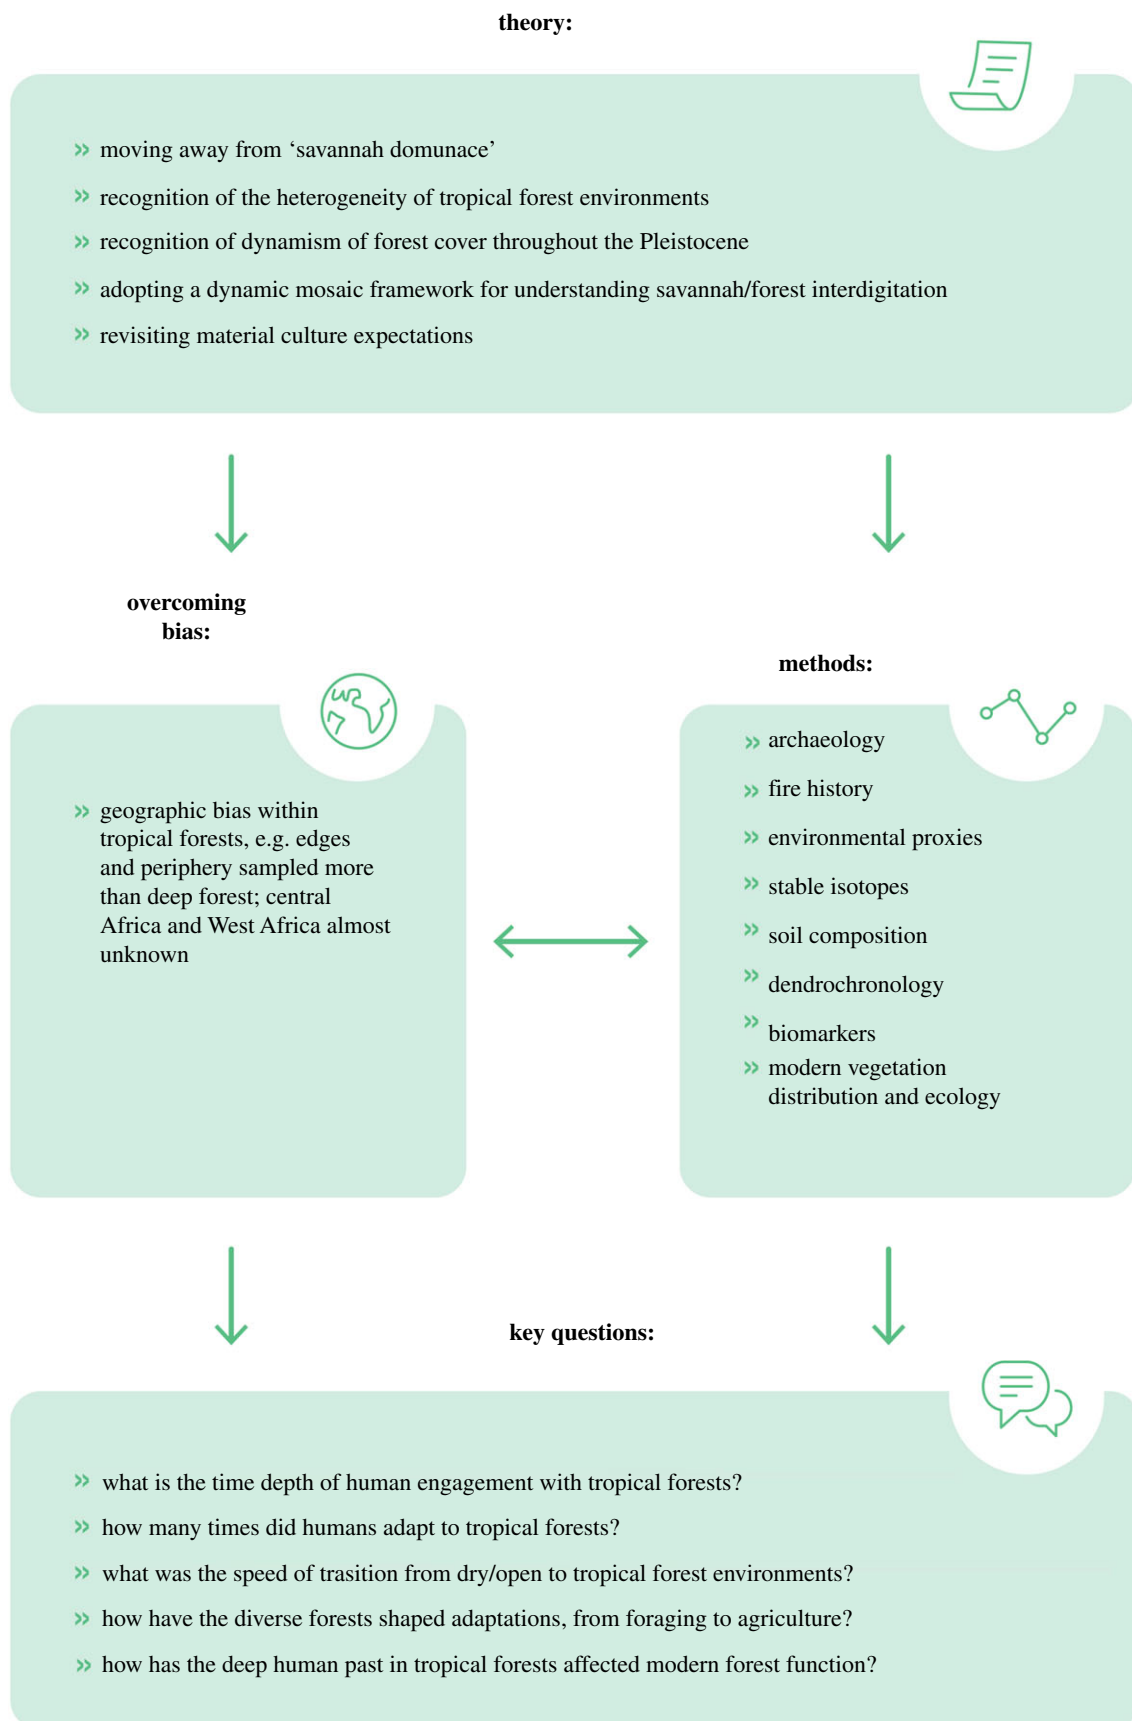 theory:
» moving away from ‘savannah domunace’
» recognition of the heterogeneity of tropical forest environments
» recognition of dynamism of forest cover throughout the Pleistocene
» adopting a dynamic mosaic framework for understanding savannah/forest interdigitation
» revisiting material culture expectations
overcoming
bias:
» geographic bias within
tropical forests, e.g. edges
and periphery sampled more
than deep forest; central
Africa and West Africa almost
unknown
methods:
» archaeology
» fire history
» environmental proxies
» stable isotopes
» soil composition
» dendrochronology
» biomarkers
» modern vegetation
distribution and ecology
key questions:
» what is the time depth of human engagement with tropical forests?
» how many times did humans adapt to tropical forests?
» what was the speed of trasition from dry/open to tropical forest environments?
» how have the diverse forests shaped adaptations, from foraging to agriculture?
» how has the deep human past in tropical forests affected modern forest function?